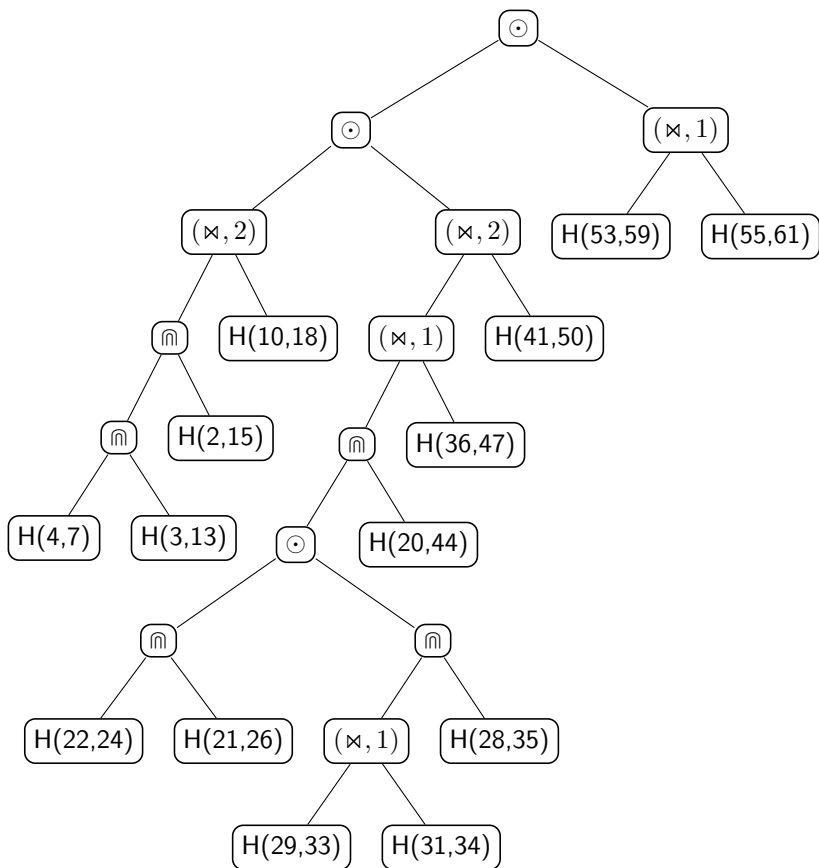 ⊙
⊙ (⋈, 1)
(⋈, 2) (⋈, 2) H(53,59) H(55,61)
⋒ H(10,18) (⋈, 1) H(41,50)
⋒ H(2,15) ⋒ H(36,47)
H(4,7) H(3,13) ⊙ H(20,44)
⋒ ⋒
H(22,24) H(21,26) (⋈, 1) H(28,35)
H(29,33) H(31,34)